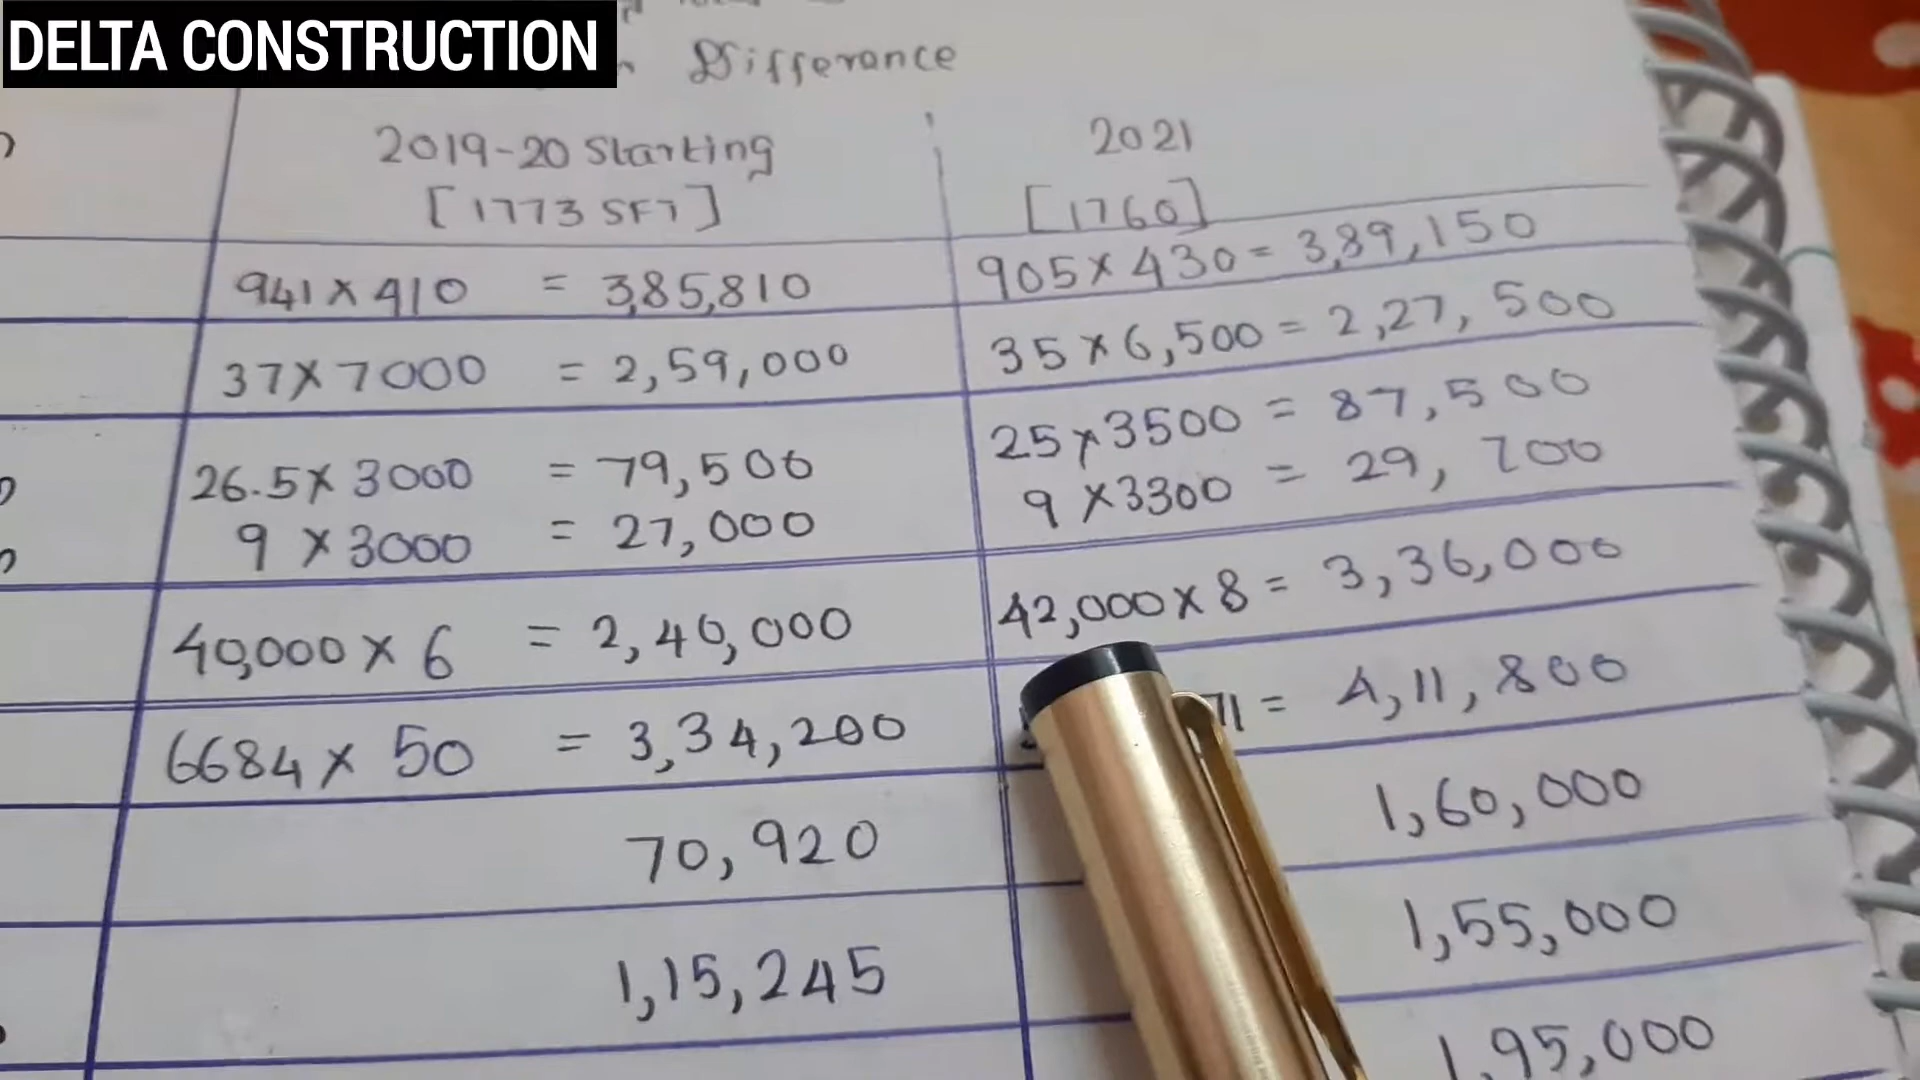 DELTA CONSTRUCTION
Difference
2019-20 Starting
2021
[1773 SFT]
[1760]
941 x 410 = 3,85,810
905 x 430 = 3,89,150
37 x 7000 = 2,59,000
35 x 6,500 = 2,27,500
26.5 x 3000 = 79,500
25 x 3500 = 87,500
9 x 3000 = 27,000
9 x 3300 = 29,700
40,000 x 6 = 2,40,000
42,000 x 8 = 3,36,000
6684 x 50 = 3,34,200
71 = 4,11,800
70,920
1,60,000
1,15,245
1,55,000
1,95,000